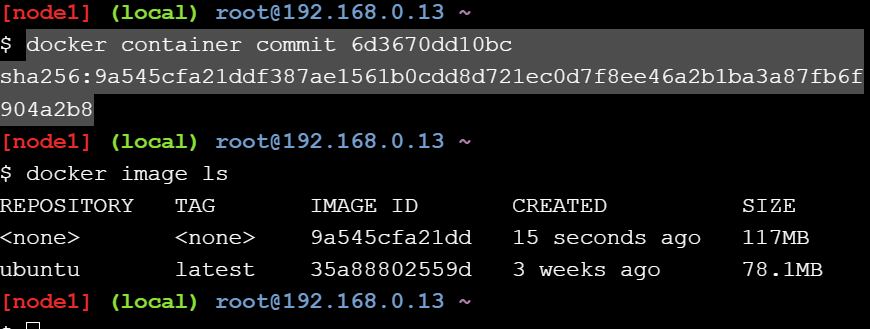 [node1] (local) root@192.168.0.13 ~
$ docker container commit 6d3670dd10bc
sha256:9a545cfa21ddf387ae1561b0cdd8d721ec0d7f8ee46a2b1ba3a87fb6f
904a2b8
[node1] (local) root@192.168.0.13 ~
$ docker image ls
REPOSITORY   TAG       IMAGE ID       CREATED          SIZE
<none>       <none>    9a545cfa21dd   15 seconds ago   117MB
ubuntu       latest    35a88802559d   3 weeks ago      78.1MB
[node1] (local) root@192.168.0.13 ~